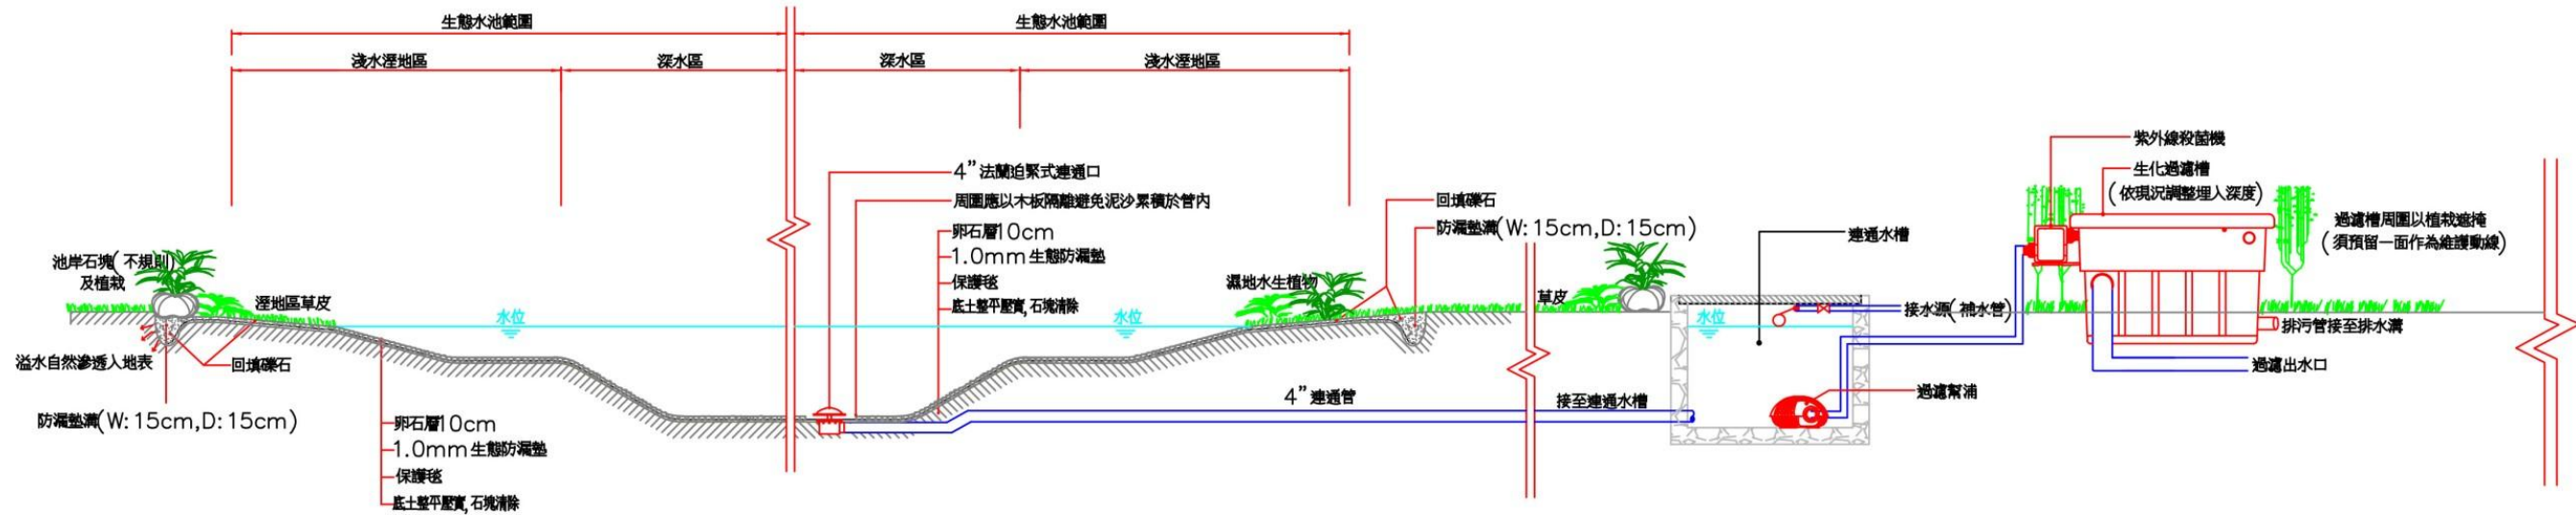 生態水池範圍
生態水池範圍
淺水溼地區
深水區
深水區
淺水溼地區
4”法蘭迫緊式連通口
周圍應以木板隔離避免泥沙累積於管內
卵石層10cm
1.0mm生態防漏墊
保護毯
底土整平壓實,石塊清除
回填礫石
防漏墊溝(W:15cm,D:15cm)
池岸石塊(不規則)
及植栽
溼地區草皮
水位
水位
濕地水生植物
草皮
溢水自然滲透入地表
回填礫石
防漏墊溝(W:15cm,D:15cm)
卵石層10cm
1.0mm生態防漏墊
保護毯
底土整平壓實,石塊清除
4”連通管
接至連通水槽
連通水槽
水位
接水源(補水管)
過濾幫浦
紫外線殺菌機
生化過濾槽
(依現況調整埋入深度)
過濾槽周圍以植栽遮掩
(須預留一面作為維護動線)
排污管接至排水溝
過濾出水口